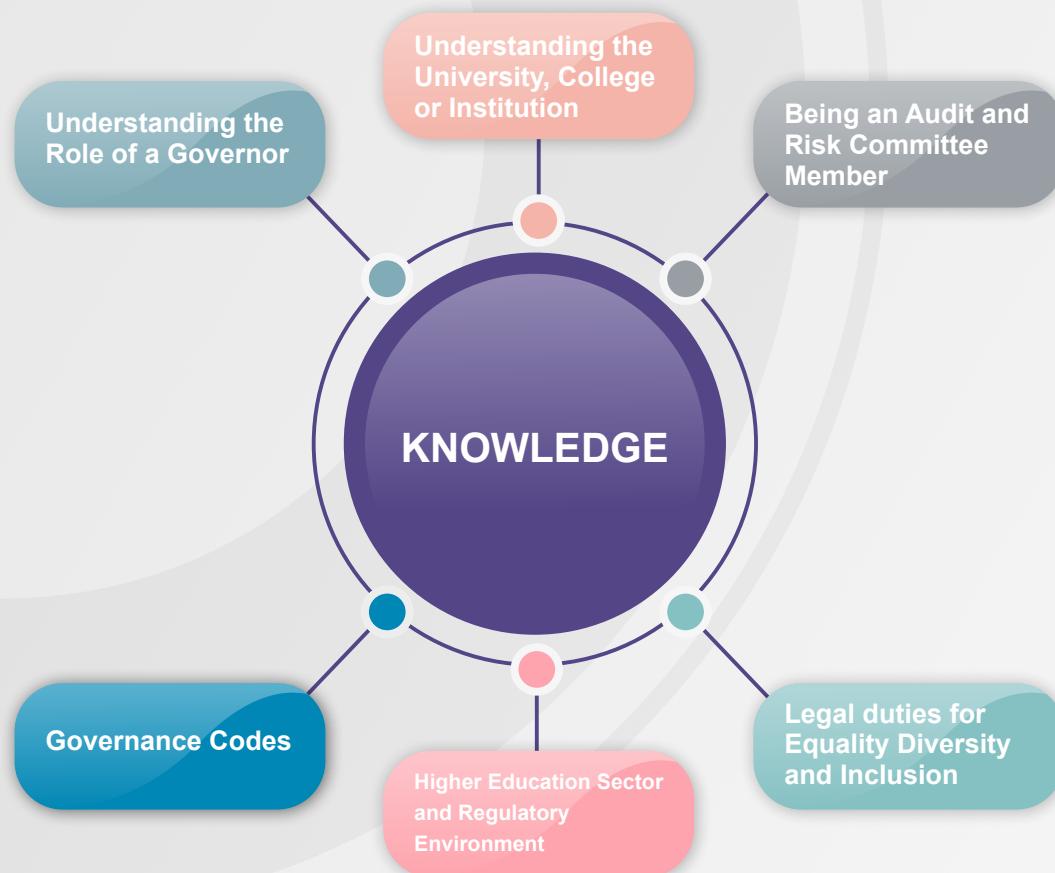 Understanding the
University, College
or Institution
Understanding the
Role of a Governor
Being an Audit and
Risk Committee
Member
KNOWLEDGE
Governance Codes
Legal duties for
Equality Diversity
and Inclusion
Higher Education Sector
and Regulatory
Environment